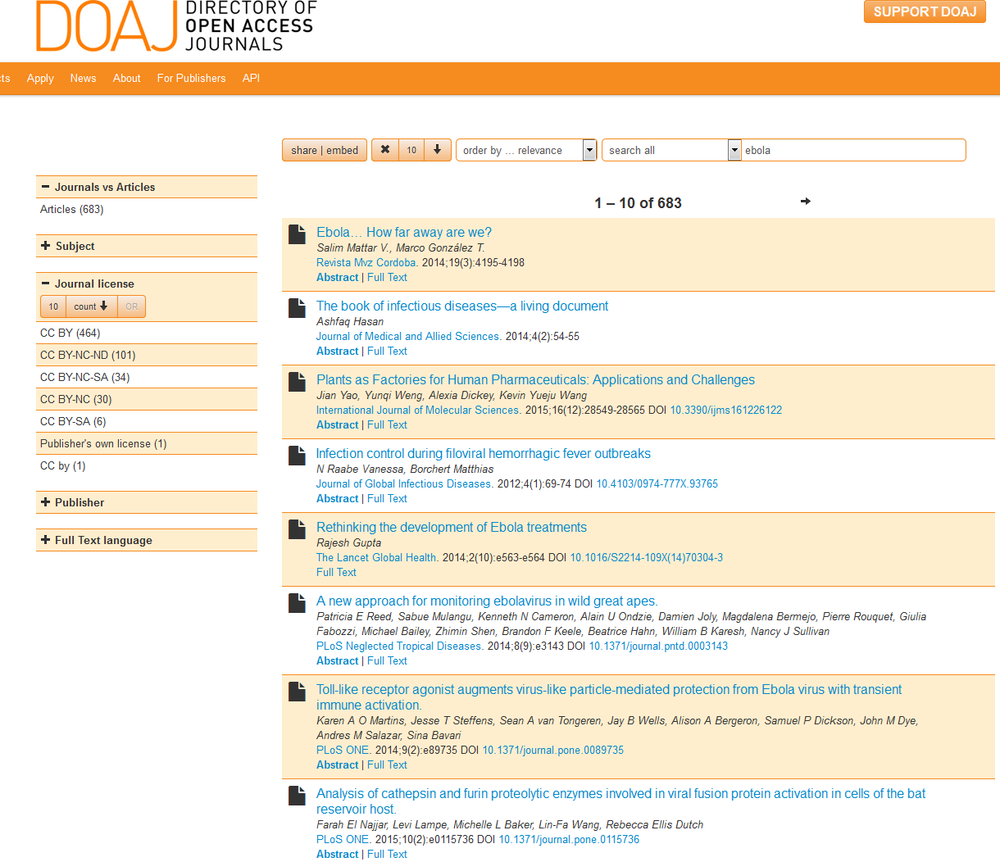 DOAJ DIRECTORY OF
OPEN ACCESS
JOURNALS
SUPPORT DOAJ
cts Apply News About For Publishers API
share | embed 10 order by ... relevance search all ebola
Journals vs Articles
Articles (683)
Subject
Journal license
10 count OR
CC BY (464)
CC BY-NC-ND (101)
CC BY-NC-SA (34)
CC BY-NC (30)
CC BY-SA (6)
Publisher's own license (1)
CC by (1)
Publisher
Full Text language
1 – 10 of 683
Ebola… How far away are we?
Salim Mattar V., Marco González T.
Revista Mvz Cordoba. 2014;19(3):4195-4198
Abstract | Full Text
The book of infectious diseases—a living document
Ashfaq Hasan
Journal of Medical and Allied Sciences. 2014;4(2):54-55
Abstract | Full Text
Plants as Factories for Human Pharmaceuticals: Applications and Challenges
Jian Yao, Yunqi Weng, Alexia Dickey, Kevin Yueju Wang
International Journal of Molecular Sciences. 2015;16(12):28549-28565 DOI 10.3390/ijms161226122
Abstract | Full Text
Infection control during filoviral hemorrhagic fever outbreaks
N Raabe Vanessa, Borchert Matthias
Journal of Global Infectious Diseases. 2012;4(1):69-74 DOI 10.4103/0974-777X.93765
Abstract | Full Text
Rethinking the development of Ebola treatments
Rajesh Gupta
The Lancet Global Health. 2014;2(10):e563-e564 DOI 10.1016/S2214-109X(14)70304-3
Full Text
A new approach for monitoring ebolavirus in wild great apes.
Patricia E Reed, Sabue Mulangu, Kenneth N Cameron, Alain U Ondzie, Damien Joly, Magdalena Bermejo, Pierre Rouquet, Giulia
Fabozzi, Michael Bailey, Zhimin Shen, Brandon F Keele, Beatrice Hahn, William B Karesh, Nancy J Sullivan
PLoS Neglected Tropical Diseases. 2014;8(9):e3143 DOI 10.1371/journal.pntd.0003143
Abstract | Full Text
Toll-like receptor agonist augments virus-like particle-mediated protection from Ebola virus with transient
immune activation.
Karen A O Martins, Jesse T Steffens, Sean A van Tongeren, Jay B Wells, Alison A Bergeron, Samuel P Dickson, John M Dye,
Andres M Salazar, Sina Bavari
PLoS ONE. 2014;9(2):e89735 DOI 10.1371/journal.pone.0089735
Abstract | Full Text
Analysis of cathepsin and furin proteolytic enzymes involved in viral fusion protein activation in cells of the bat
reservoir host.
Farah El Najjar, Levi Lampe, Michelle L Baker, Lin-Fa Wang, Rebecca Ellis Dutch
PLoS ONE. 2015;10(2):e0115736 DOI 10.1371/journal.pone.0115736
Abstract | Full Text